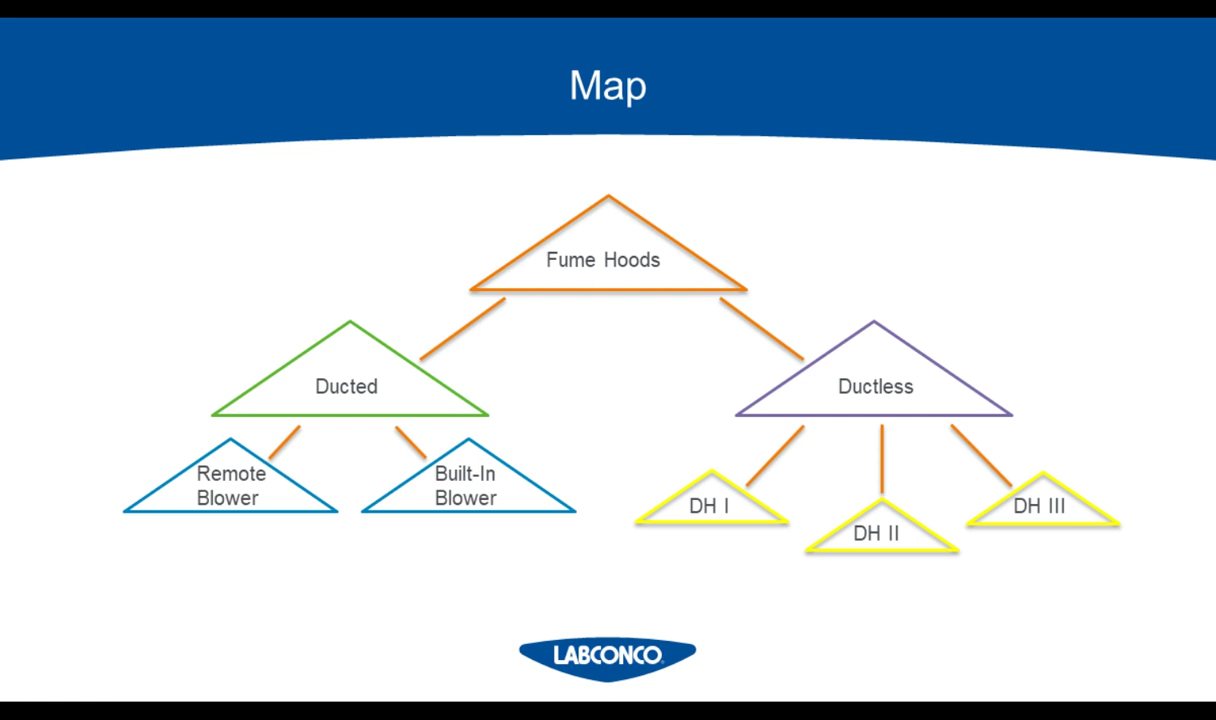 Map
Fume Hoods
Ducted
Ductless
Remote
Blower
Built-In
Blower
DH I
DH II
DH III
LABCONCO